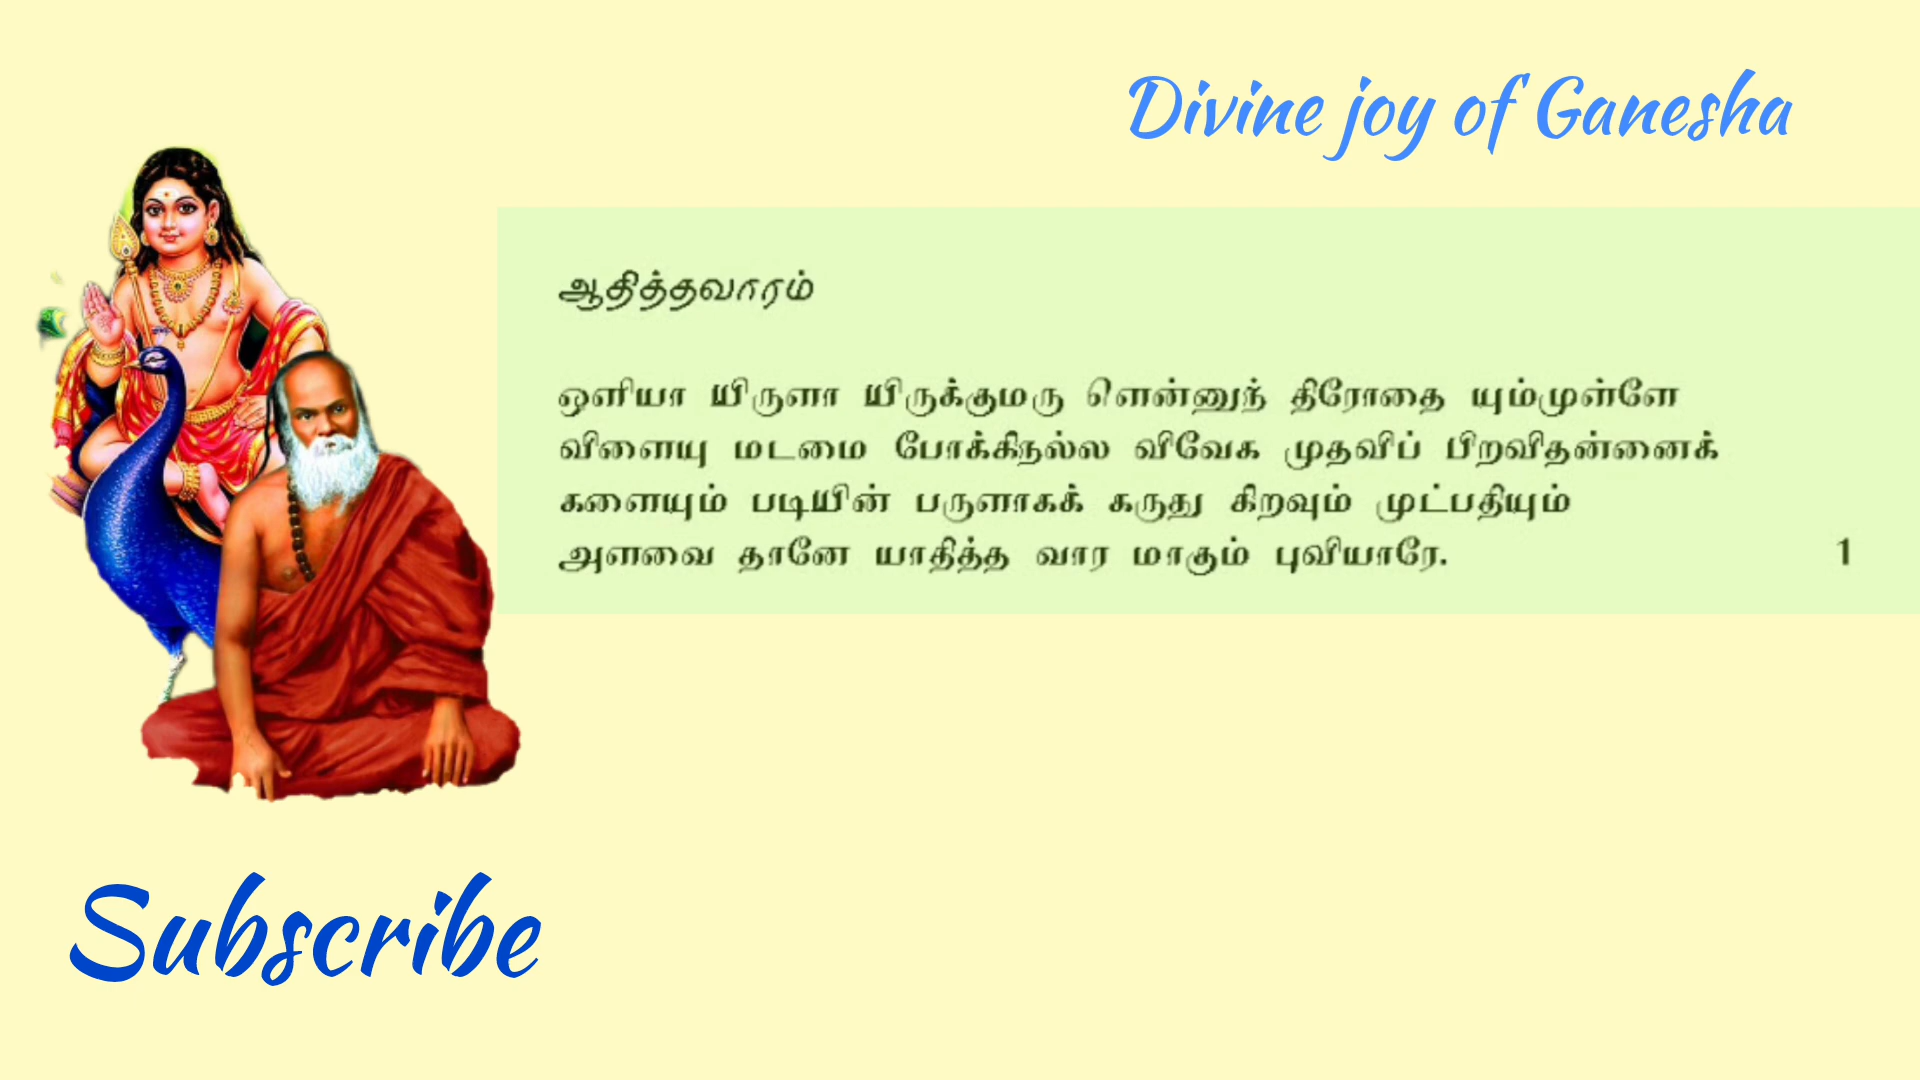 Divine joy of Ganesha
ஆதித்தவாரம்
ஒளியா யிருளா யிருக்குமரு ளென்னுந் திரோதை யும்முள்ளே
விளையு மடமை போக்கிநல்ல விவேக முதவிப் பிறவிதன்னைக்
களையும் படியின் பருளாகக் கருது கிறவும் முட்பதியும்
அளவை தானே யாதித்த வார மாகும் புவியாரே. 1
Subscribe